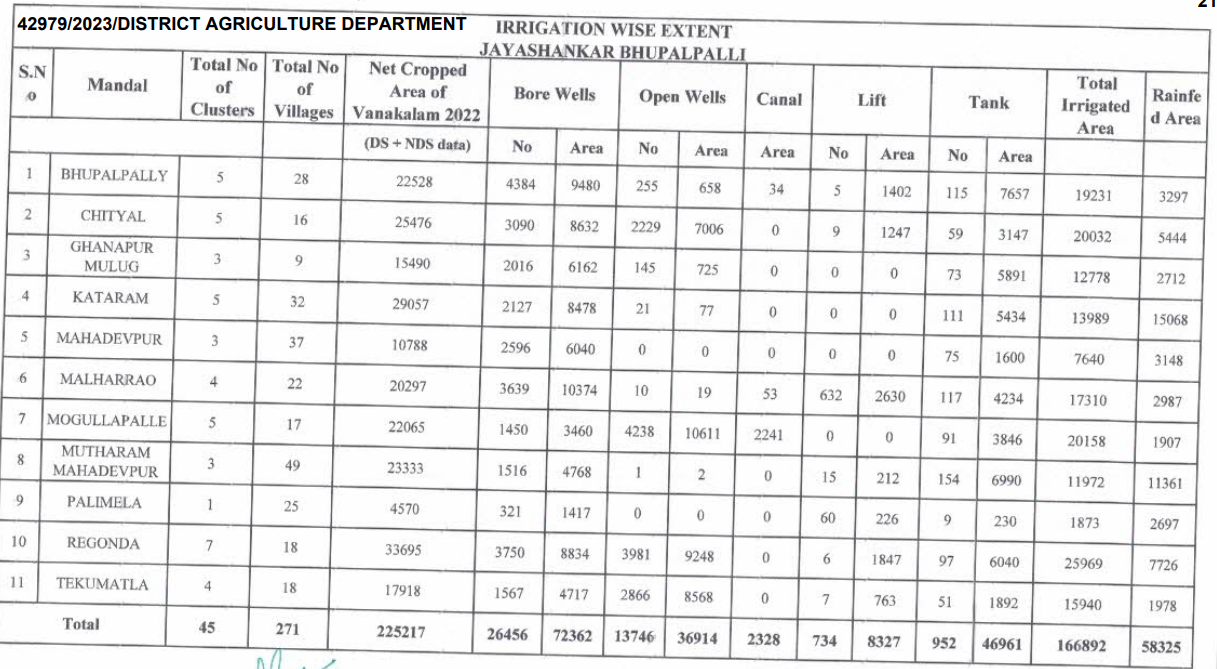 21
42979/2023/DISTRICT AGRICULTURE DEPARTMENT
IRRIGATION WISE EXTENT
JAYASHANKAR BHUPALPALLI
S.No Mandal Total No of Clusters Total No of Villages Net Cropped Area of Vanakalam 2022 Bore Wells Open Wells Canal Lift Tank Total Irrigated Area Rainfed Area
(DS + NDS data) No Area No Area Area No Area No Area
1 BHUPALPALLY 5 28 22528 4384 9480 255 658 34 5 1402 115 7657 19231 3297
2 CHITYAL 5 16 25476 3090 8632 2229 7006 0 9 1247 59 3147 20032 5444
3 GHANAPUR MULUG 3 9 15490 2016 6162 145 725 0 0 0 73 5891 12778 2712
4 KATARAM 5 32 29057 2127 8478 21 77 0 0 0 111 5434 13989 15068
5 MAHADEVPUR 3 37 10788 2596 6040 0 0 0 0 0 75 1600 7640 3148
6 MALHARRAO 4 22 20297 3639 10374 10 19 53 632 2630 117 4234 17310 2987
7 MOGULLAPALLE 5 17 22065 1450 3460 4238 10611 2241 0 0 91 3846 20158 1907
8 MUTHARAM MAHADEVPUR 3 49 23333 1516 4768 1 2 0 15 212 154 6990 11972 11361
9 PALIMELA 1 25 4570 321 1417 0 0 0 60 226 9 230 1873 2697
10 REGONDA 7 18 33695 3750 8834 3981 9248 0 6 1847 97 6040 25969 7726
11 TEKUMATLA 4 18 17918 1567 4717 2866 8568 0 7 763 51 1892 15940 1978
Total 45 271 225217 26456 72362 13746 36914 2328 734 8327 952 46961 166892 58325